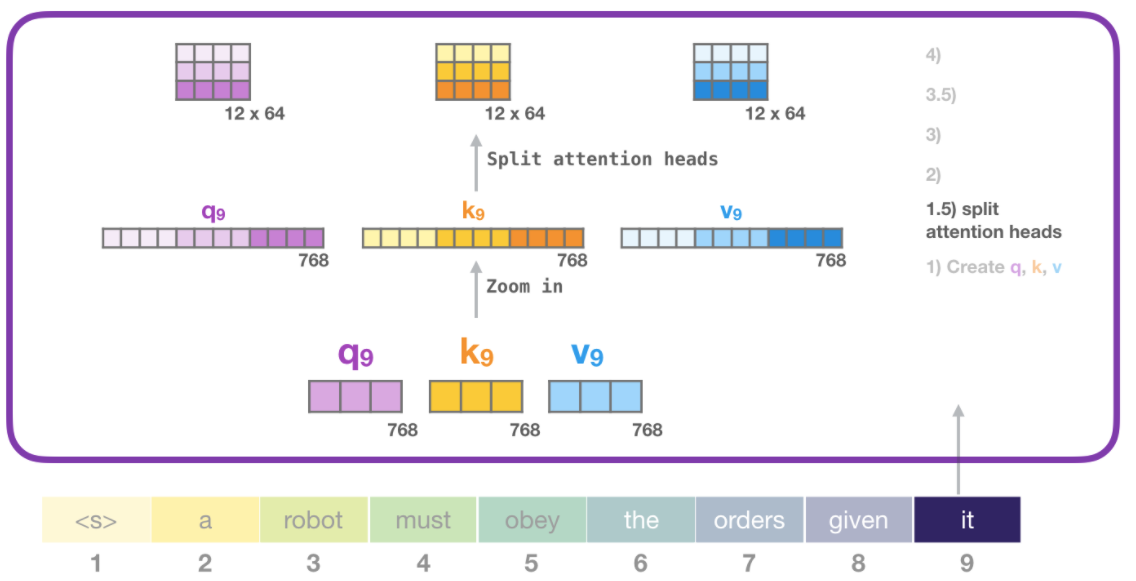 12 x 64
12 x 64
12 x 64
4)
3.5)
3)
2)
1.5) split
attention heads
1) Create q, k, v
Split attention heads
q9
k9
v9
768
768
768
Zoom in
q9
k9
v9
768
768
768
<s> a robot must obey the orders given it
1 2 3 4 5 6 7 8 9